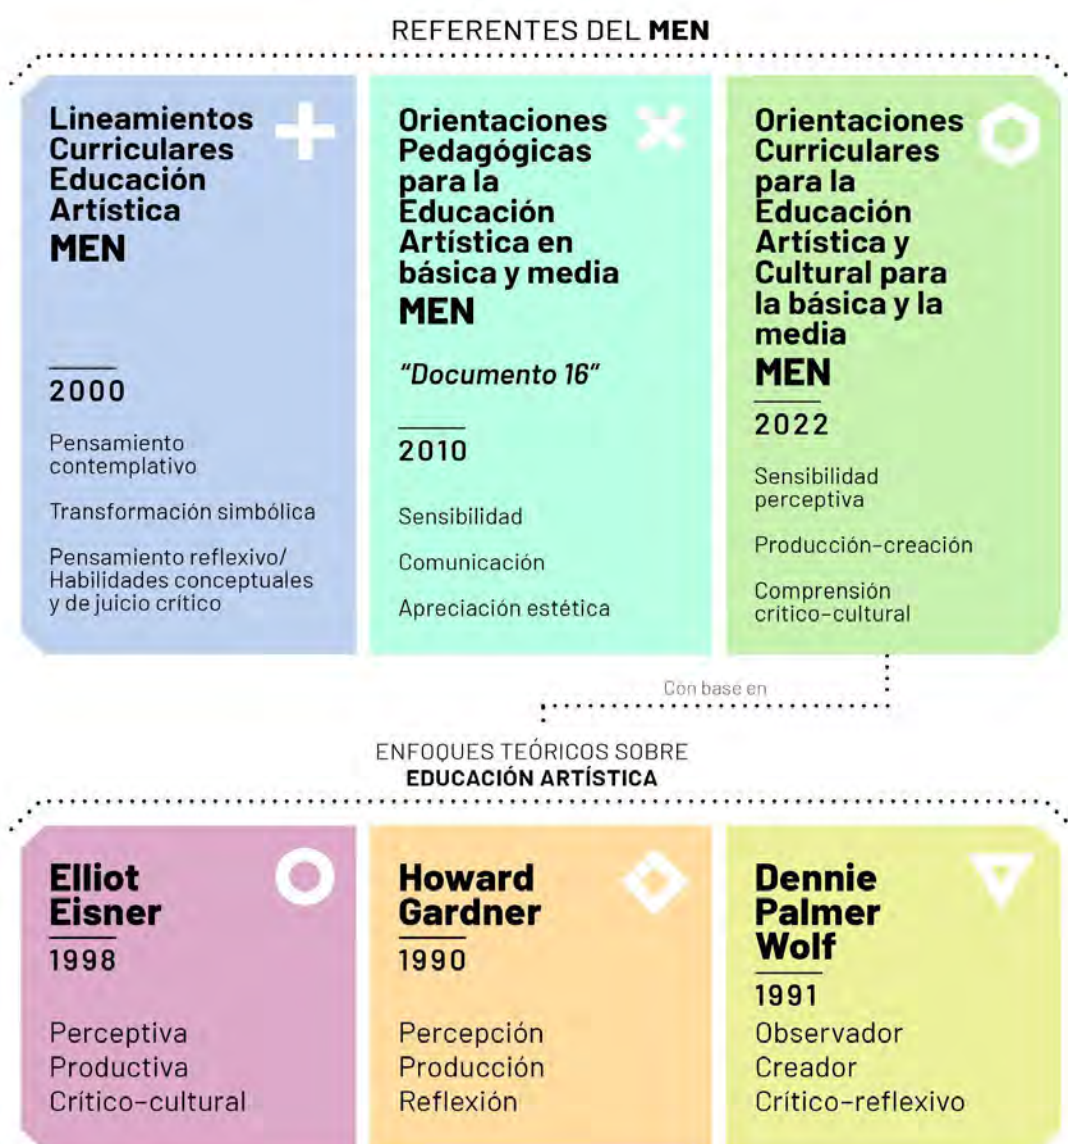 REFERENTES DEL MEN
Lineamientos
Curriculares
Educación
Artística
MEN
2000
Pensamiento
contemplativo
Transformación simbólica
Pensamiento reflexivo/
Habilidades conceptuales
y de juicio crítico
Orientaciones
Pedagógicas
para la
Educación
Artística en
básica y media
MEN
"Documento 16"
2010
Sensibilidad
Comunicación
Apreciación estética
Orientaciones
Curriculares
para la
Educación
Artística y
Cultural para
la básica y la
media
MEN
2022
Sensibilidad
perceptiva
Producción-creación
Comprensión
crítico-cultural
Con base en
ENFOQUES TEÓRICOS SOBRE
EDUCACIÓN ARTÍSTICA
Elliot
Eisner
1998
Perceptiva
Productiva
Crítico-cultural
Howard
Gardner
1990
Percepción
Producción
Reflexión
Dennie
Palmer
Wolf
1991
Observador
Creador
Crítico-reflexivo